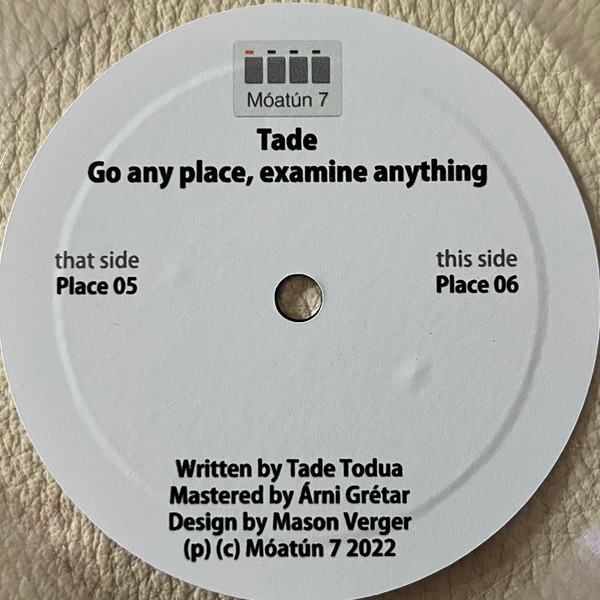 Móatún 7
Tade
Go any place, examine anything
that side
Place 05
this side
Place 06
Written by Tade Todua
Mastered by Árni Grétar
Design by Mason Verger
(p) (c) Móatún 7 2022